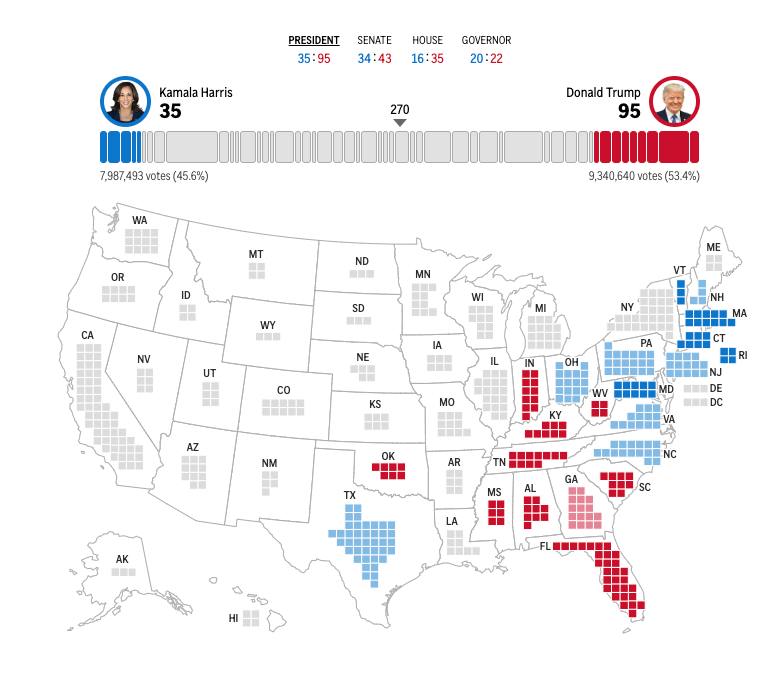 PRESIDENT SENATE HOUSE GOVERNOR
35:95 34:43 16:35 20:22
Kamala Harris
35
270
Donald Trump
95
7,987,493 votes (45.6%)
9,340,640 votes (53.4%)
WA
MT
ND
MN
ME
OR
ID
SD
WI
MI
VT
NH
NY
MA
WY
CA
NV
UT
CO
NE
IA
IL
IN
OH
PA
CT
RI
NJ
KS
MO
WV
MD
DE
DC
KY
VA
AZ
NM
OK
AR
TN
NC
TX
LA
MS
AL
GA
SC
FL
AK
HI